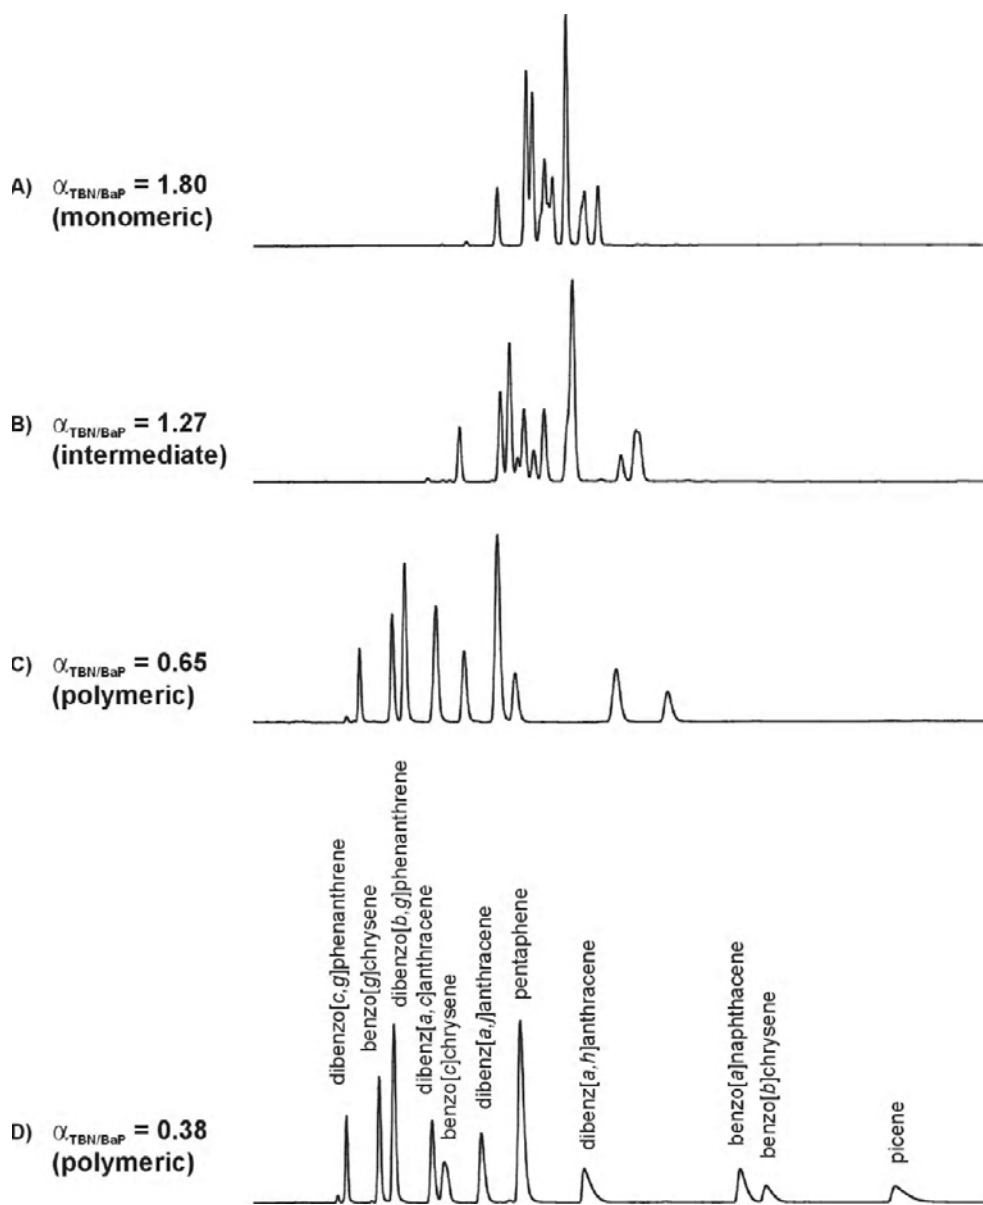 A) αTBN/BaP = 1.80
(monomeric)
B) αTBN/BaP = 1.27
(intermediate)
C) αTBN/BaP = 0.65
(polymeric)
dibenzo[c,g]phenanthrene
benzo[g]chrysene
dibenzo[b,g]phenanthrene
dibenz[a,c]anthracene
benzo[c]chrysene
dibenz[a,j]anthracene
pentaphene
dibenz[a,h]anthracene
benzo[a]naphthacene
benzo[b]chrysene
picene
D) αTBN/BaP = 0.38
(polymeric)